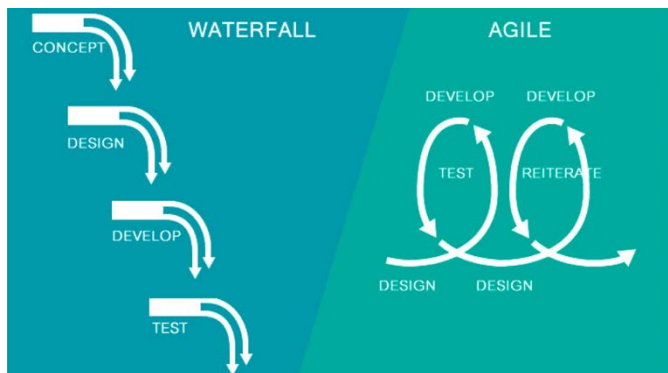 WATERFALL
CONCEPT
DESIGN
DEVELOP
TEST
AGILE
DEVELOP
DEVELOP
TEST
REITERATE
DESIGN
DESIGN